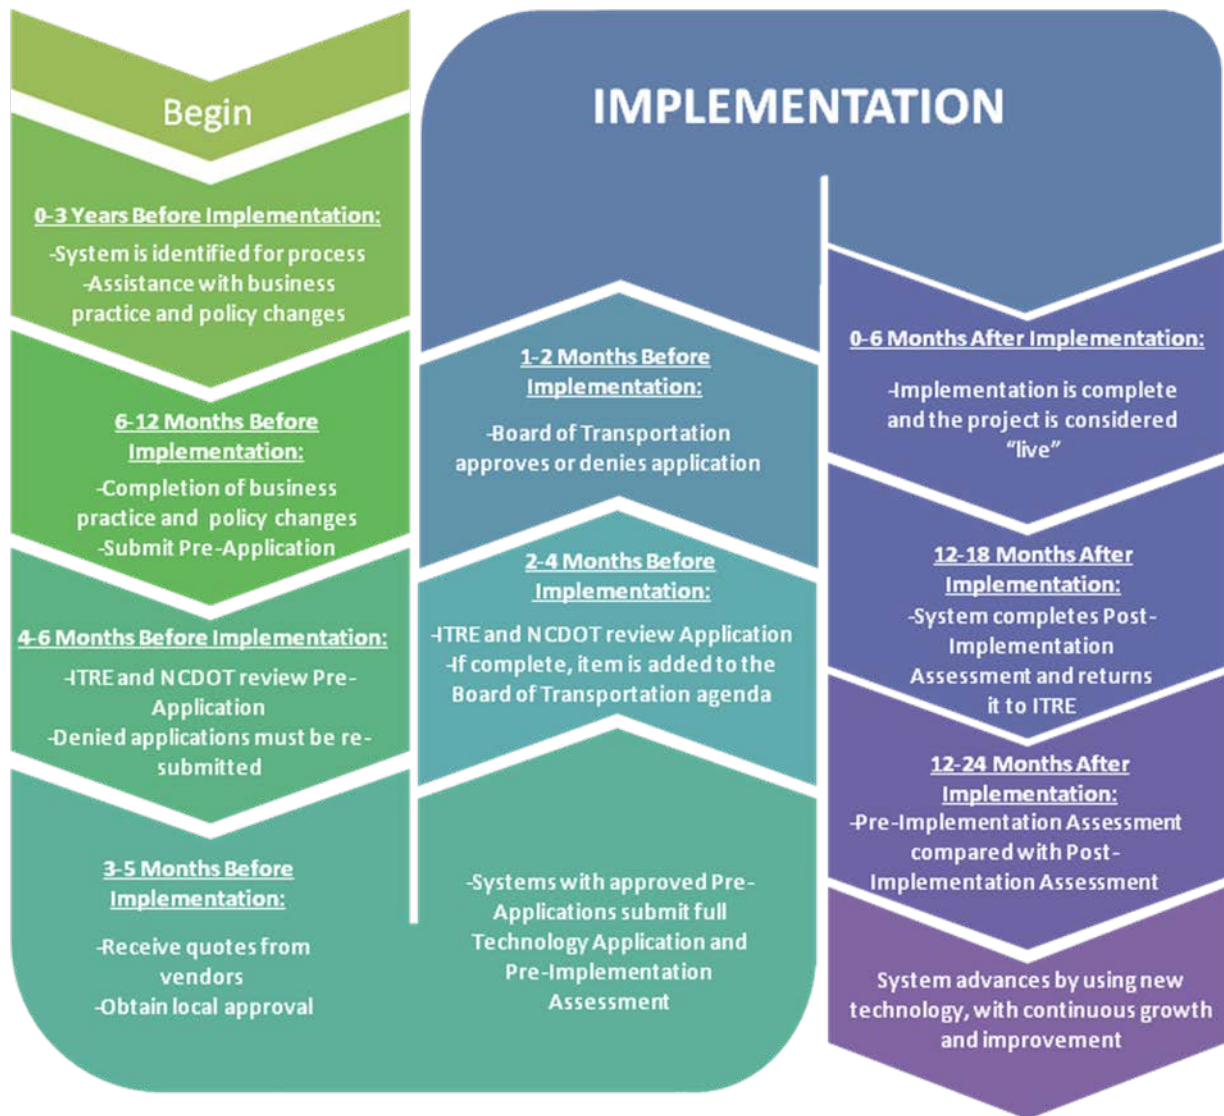 Begin
0-3 Years Before Implementation:
-System is identified for process
-Assistance with business
practice and policy changes
6-12 Months Before
Implementation:
-Completion of business
practice and policy changes
-Submit Pre-Application
4-6 Months Before Implementation:
-ITRE and NCDOT review Pre-
Application
-Denied applications must be re-
submitted
3-5 Months Before
Implementation:
-Receive quotes from
vendors
-Obtain local approval
-Systems with approved Pre-
Applications submit full
Technology Application and
Pre-Implementation
Assessment
2-4 Months Before
Implementation:
-ITRE and NCDOT review Application
-If complete, item is added to the
Board of Transportation agenda
1-2 Months Before
Implementation:
-Board of Transportation
approves or denies application
IMPLEMENTATION
0-6 Months After Implementation:
-Implementation is complete
and the project is considered
“live”
12-18 Months After
Implementation:
-System completes Post-
Implementation
Assessment and returns
it to ITRE
12-24 Months After
Implementation:
-Pre-Implementation Assessment
compared with Post-
Implementation Assessment
System advances by using new
technology, with continuous growth
and improvement